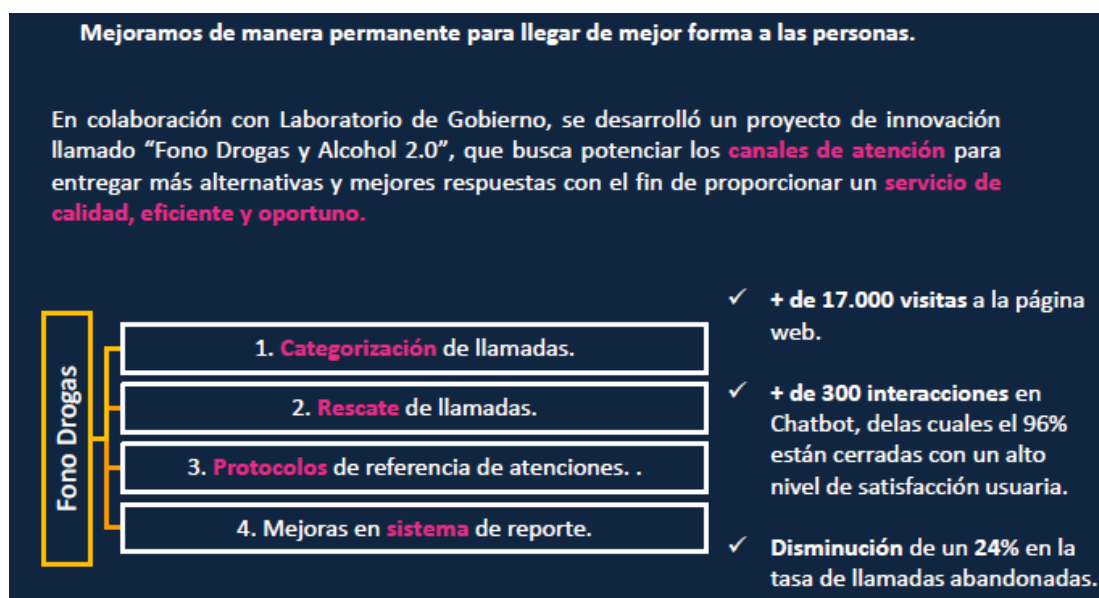 Mejoramos de manera permanente para llegar de mejor forma a las personas.
En colaboración con Laboratorio de Gobierno, se desarrolló un proyecto de innovación
llamado “Fono Drogas y Alcohol 2.0”, que busca potenciar los canales de atención para
entregar más alternativas y mejores respuestas con el fin de proporcionar un servicio de
calidad, eficiente y oportuno.
Fono Drogas
1. Categorización de llamadas.
2. Rescate de llamadas.
3. Protocolos de referencia de atenciones. .
4. Mejoras en sistema de reporte.
✓ + de 17.000 visitas a la página
web.
✓ + de 300 interacciones en
Chatbot, delas cuales el 96%
están cerradas con un alto
nivel de satisfacción usuaria.
✓ Disminución de un 24% en la
tasa de llamadas abandonadas.